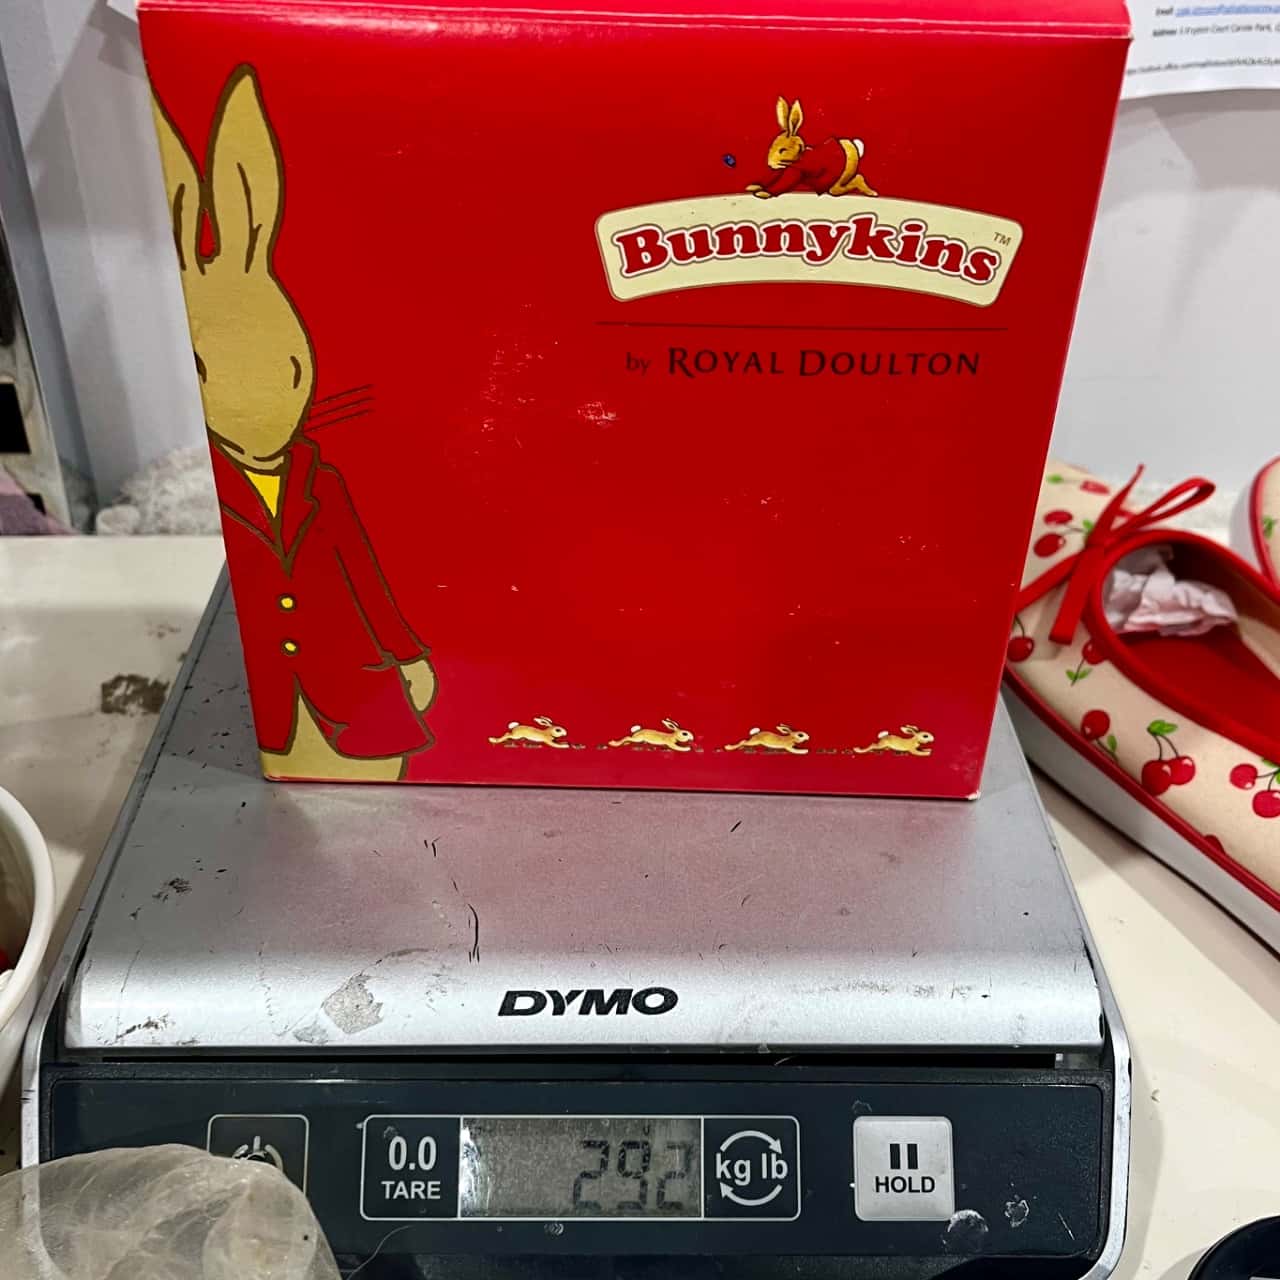 Bunnykins™
by ROYAL DOULTON
DYMO
0.0
TARE
292
kg lb
HOLD